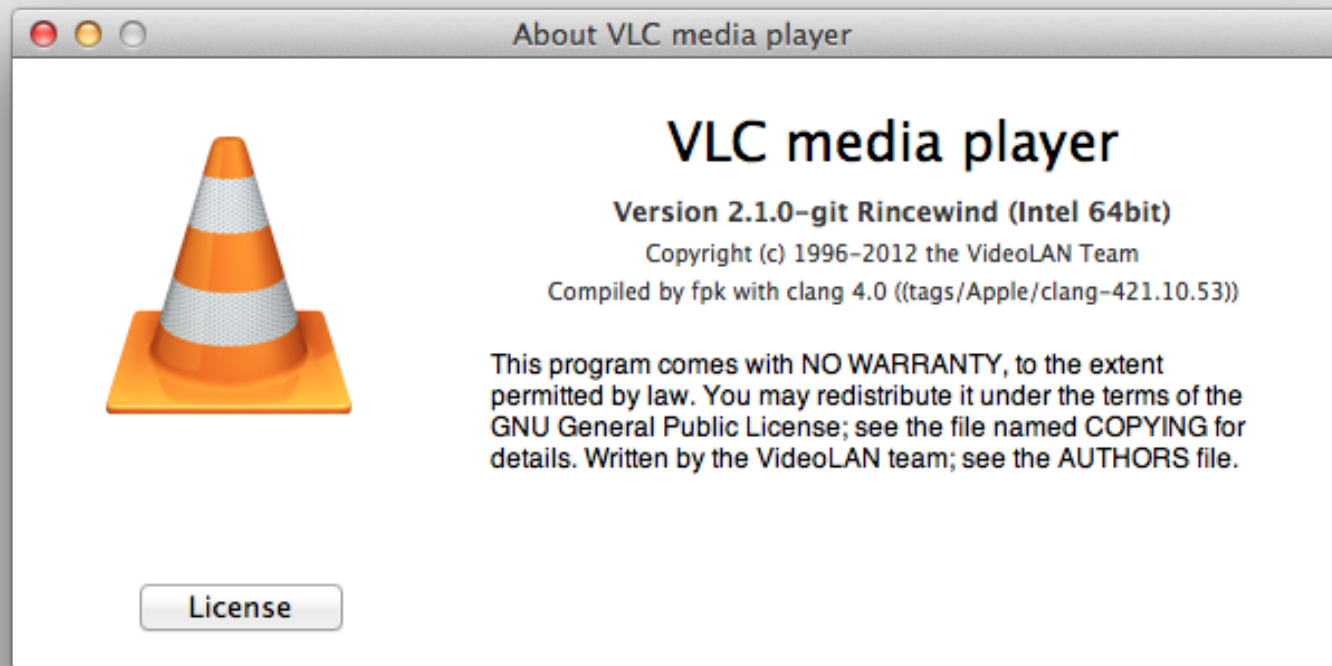 About VLC media player
VLC media player
Version 2.1.0-git Rincewind (Intel 64bit)
Copyright (c) 1996-2012 the VideoLAN Team
Compiled by fpk with clang 4.0 ((tags/Apple/clang-421.10.53))
This program comes with NO WARRANTY, to the extent
permitted by law. You may redistribute it under the terms of the
GNU General Public License; see the file named COPYING for
details. Written by the VideoLAN team; see the AUTHORS file.
License